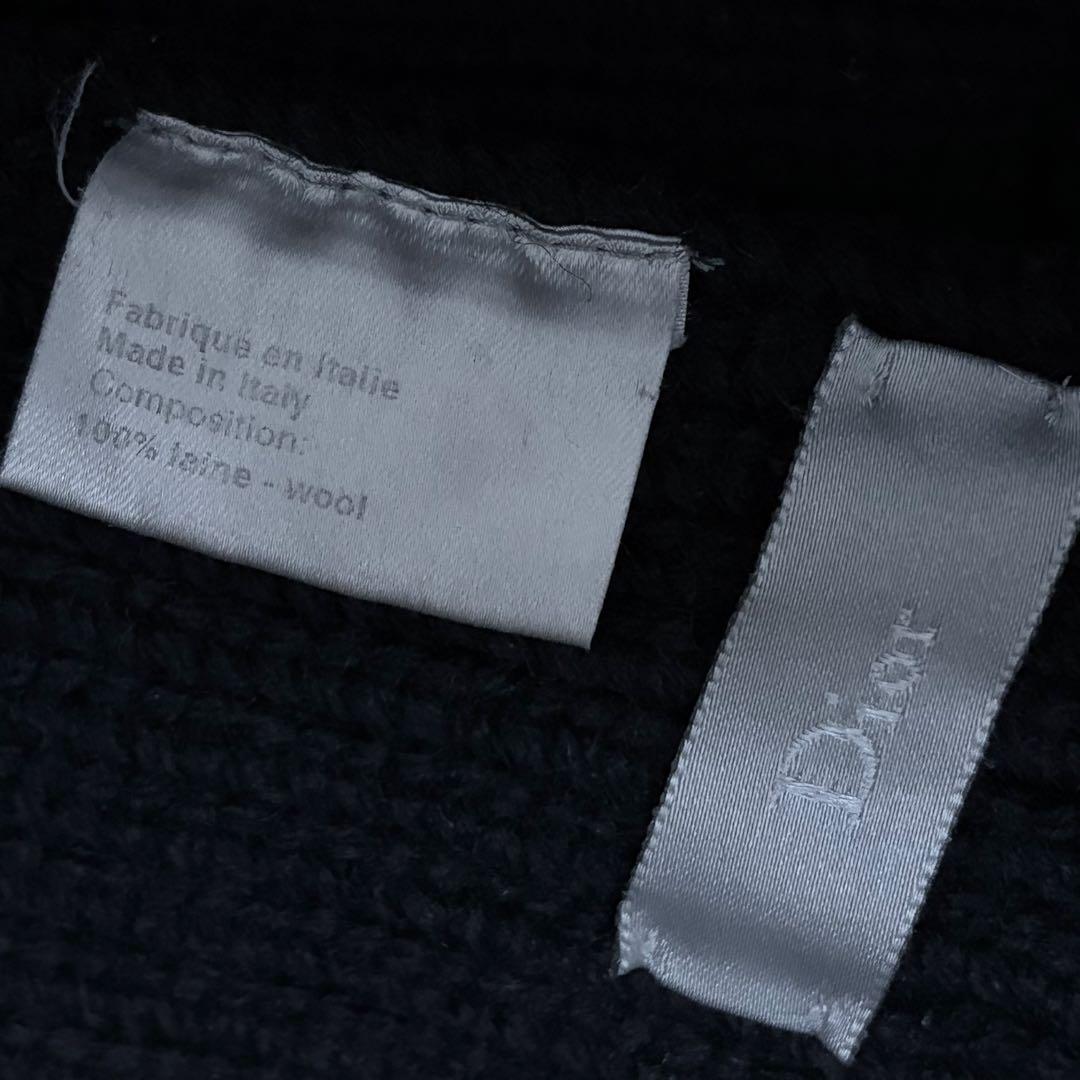 Fabrique en Italie
Made in Italy
Composition:
100% laine - wool
Dior